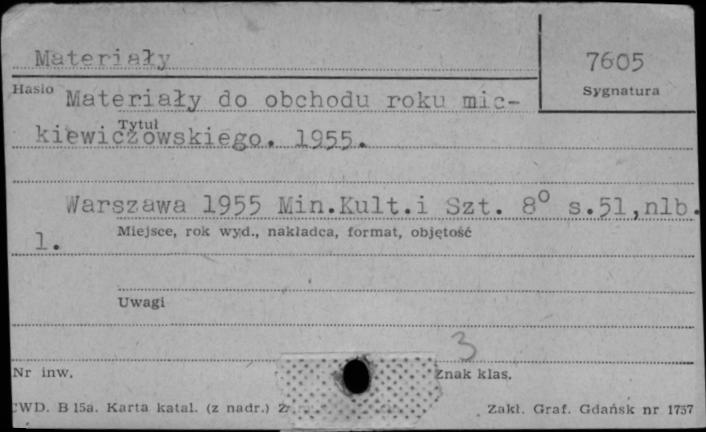 Materiały
7605
Hasło
Sygnatura
Materiały do obchodu roku mic-
Tytuł
kiewiczowskiego. 1955.
Warszawa 1955 Min.Kult.i Szt. 8° s.51,nlb.
Miejsce, rok wyd., nakładca, format, objętość
1.
Uwagi
3
Nr inw.
Znak klas.
WD. B 15a. Karta katal. (z nadr.)
Zakł. Graf. Gdańsk nr 1757